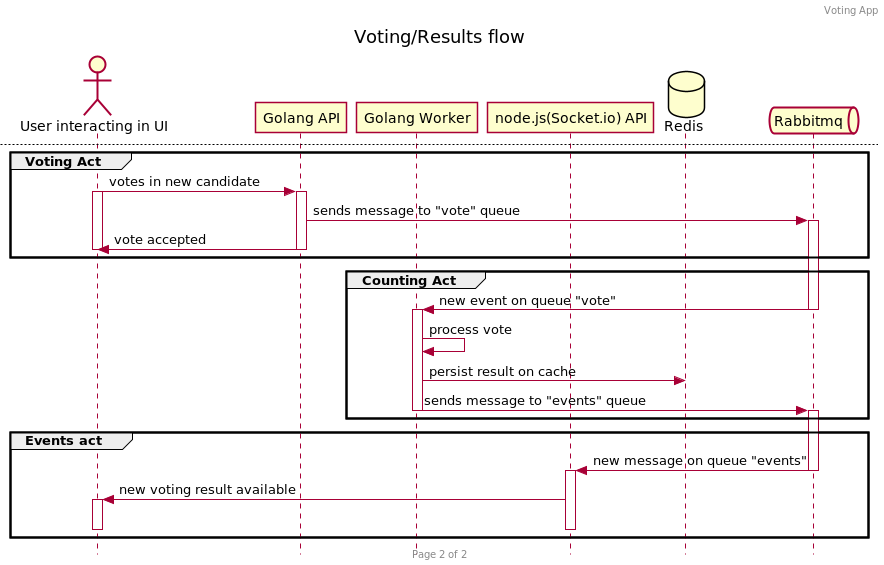 Voting App
Voting/Results flow
User interacting in UI
Golang API
Golang Worker
node.js(Socket.io) API
Redis
Rabbitmq
Voting Act
votes in new candidate
sends message to "vote" queue
vote accepted
Counting Act
new event on queue "vote"
process vote
persist result on cache
sends message to "events" queue
Events act
new message on queue "events"
new voting result available
Page 2 of 2